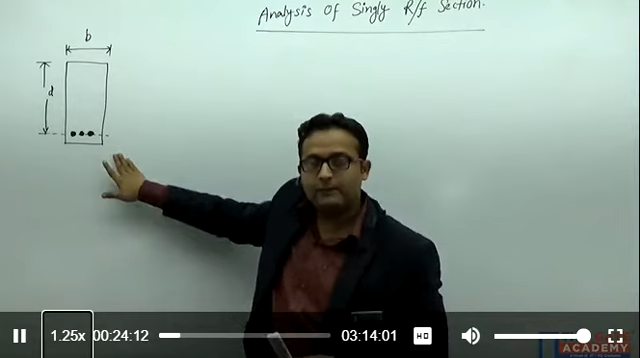 Analysis Of Singly R/f Section.
b
d
1.25x 00:24:12 03:14:01 HD
ACADEMY